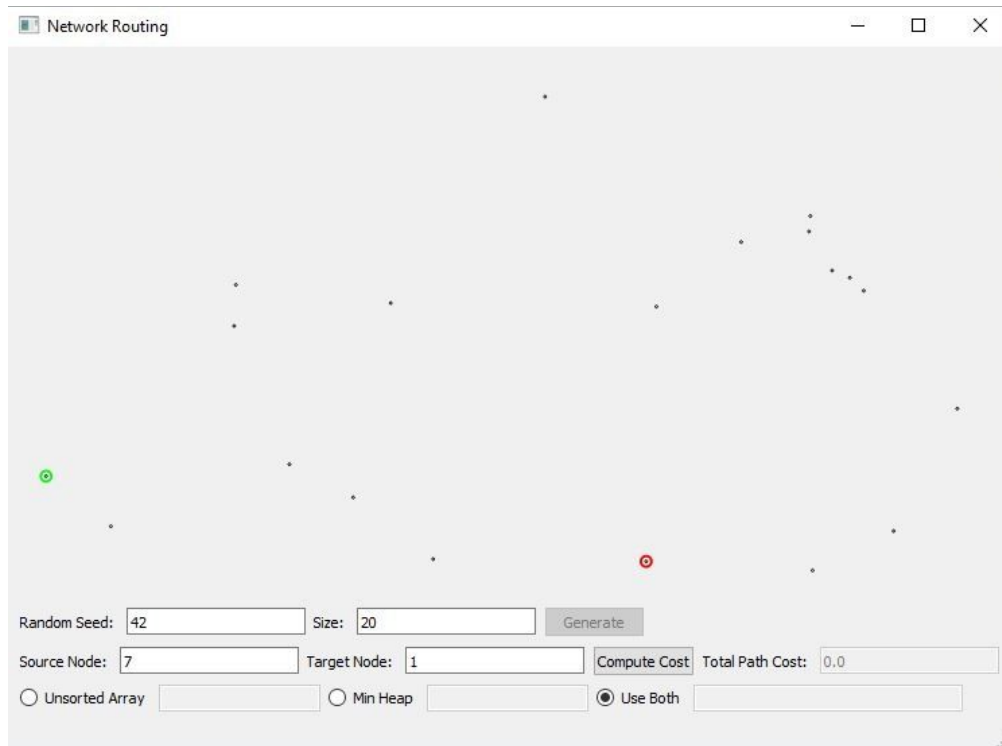 Network Routing
Random Seed: 42 Size: 20 Generate
Source Node: 7 Target Node: 1 Compute Cost Total Path Cost: 0.0
Unsorted Array Min Heap Use Both